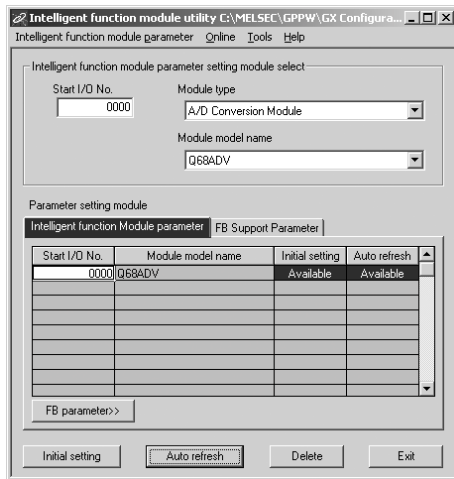 Intelligent function module utility C:\MELSEC\GPPW\GX Configura...
Intelligent function module parameter Online Tools Help
Intelligent function module parameter setting module select
Start I/O No. Module type
0000 A/D Conversion Module
Module model name
Q68ADV
Parameter setting module
Intelligent function Module parameter FB Support Parameter
Start I/O No. Module model name Initial setting Auto refresh
0000 Q68ADV Available Available
FB parameter>>
Initial setting Auto refresh Delete Exit